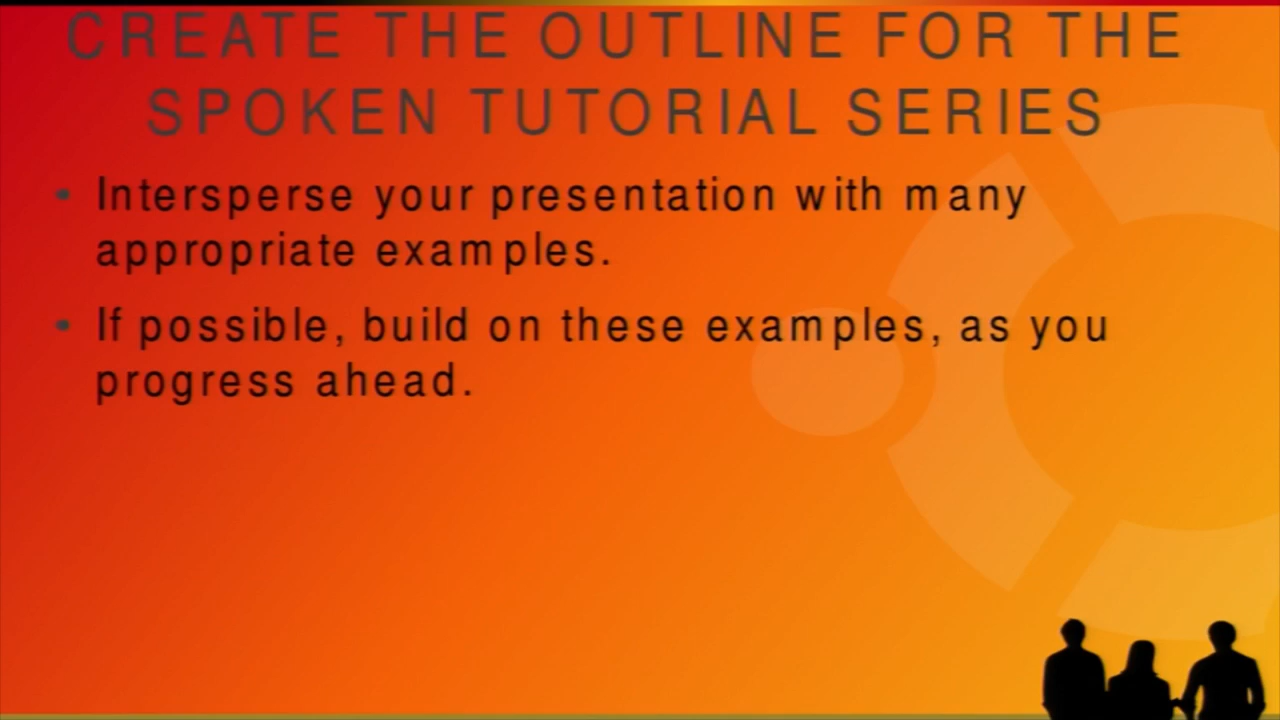 CREATE THE OUTLINE FOR THE
SPOKEN TUTORIAL SERIES
• Intersperse your presentation with many
appropriate examples.
• If possible, build on these examples, as you
progress ahead.